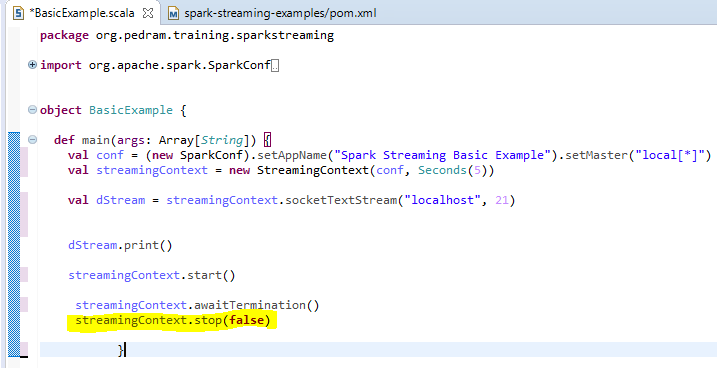 *BasicExample.scala spark-streaming-examples/pom.xml
package org.pedram.training.sparkstreaming
import org.apache.spark.SparkConf
object BasicExample {
def main(args: Array[String]) {
val conf = (new SparkConf).setAppName("Spark Streaming Basic Example").setMaster("local[*]")
val streamingContext = new StreamingContext(conf, Seconds(5))
val dStream = streamingContext.socketTextStream("localhost", 21)
dStream.print()
streamingContext.start()
streamingContext.awaitTermination()
streamingContext.stop(false)
}